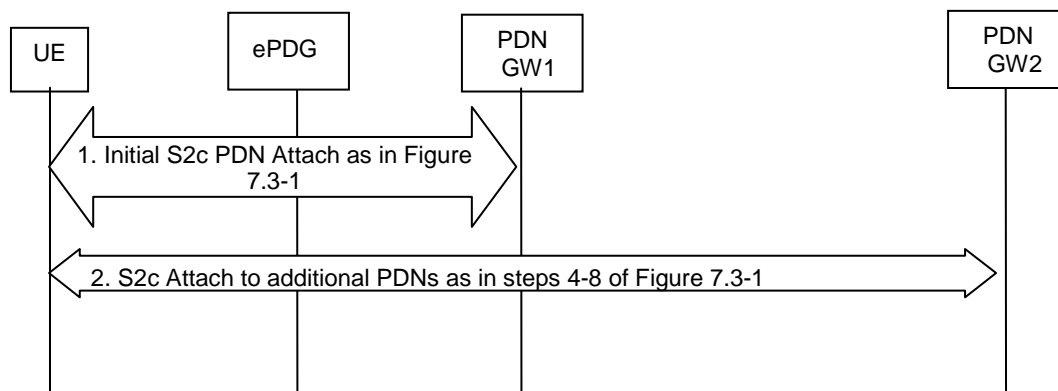 UE
ePDG
PDN
GW1
PDN
GW2
1. Initial S2c PDN Attach as in Figure
7.3-1
2. S2c Attach to additional PDNs as in steps 4-8 of Figure 7.3-1